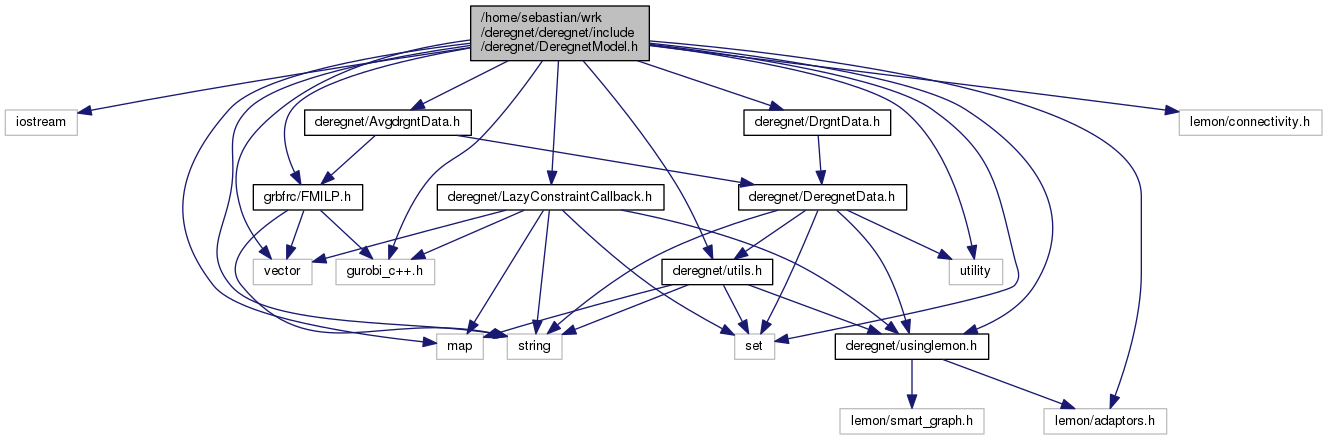 /home/sebastian/wrk
/deregnet/deregnet/include
/deregnet/DeregnetModel.h
iostream
deregnet/AvgdrgntData.h
deregnet/DrgntData.h
lemon/connectivity.h
grbfrc/FMILP.h
deregnet/LazyConstraintCallback.h
deregnet/DeregnetData.h
vector
gurobi_c++.h
deregnet/utils.h
utility
map
string
set
deregnet/usinglemon.h
lemon/smart_graph.h
lemon/adaptors.h